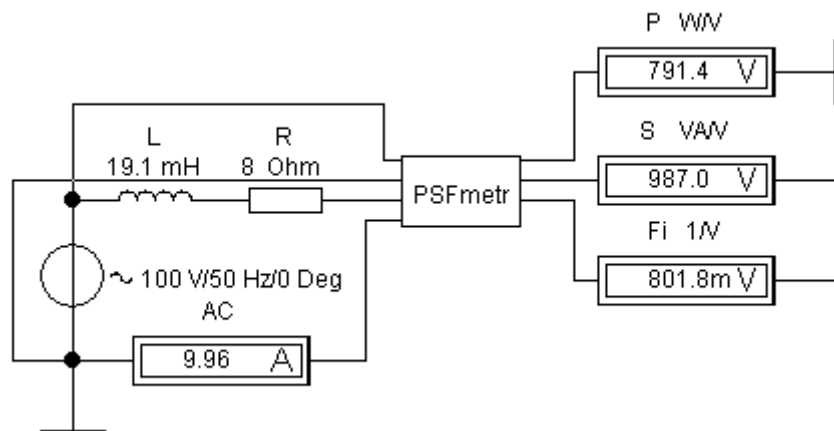 P W/V
791.4 V
L R S VA/V
19.1 mH 8 Ohm
PSFmetr 987.0 V
Fi 1/V
~ 100 V/50 Hz/0 Deg 801.8m V
AC
9.96 A